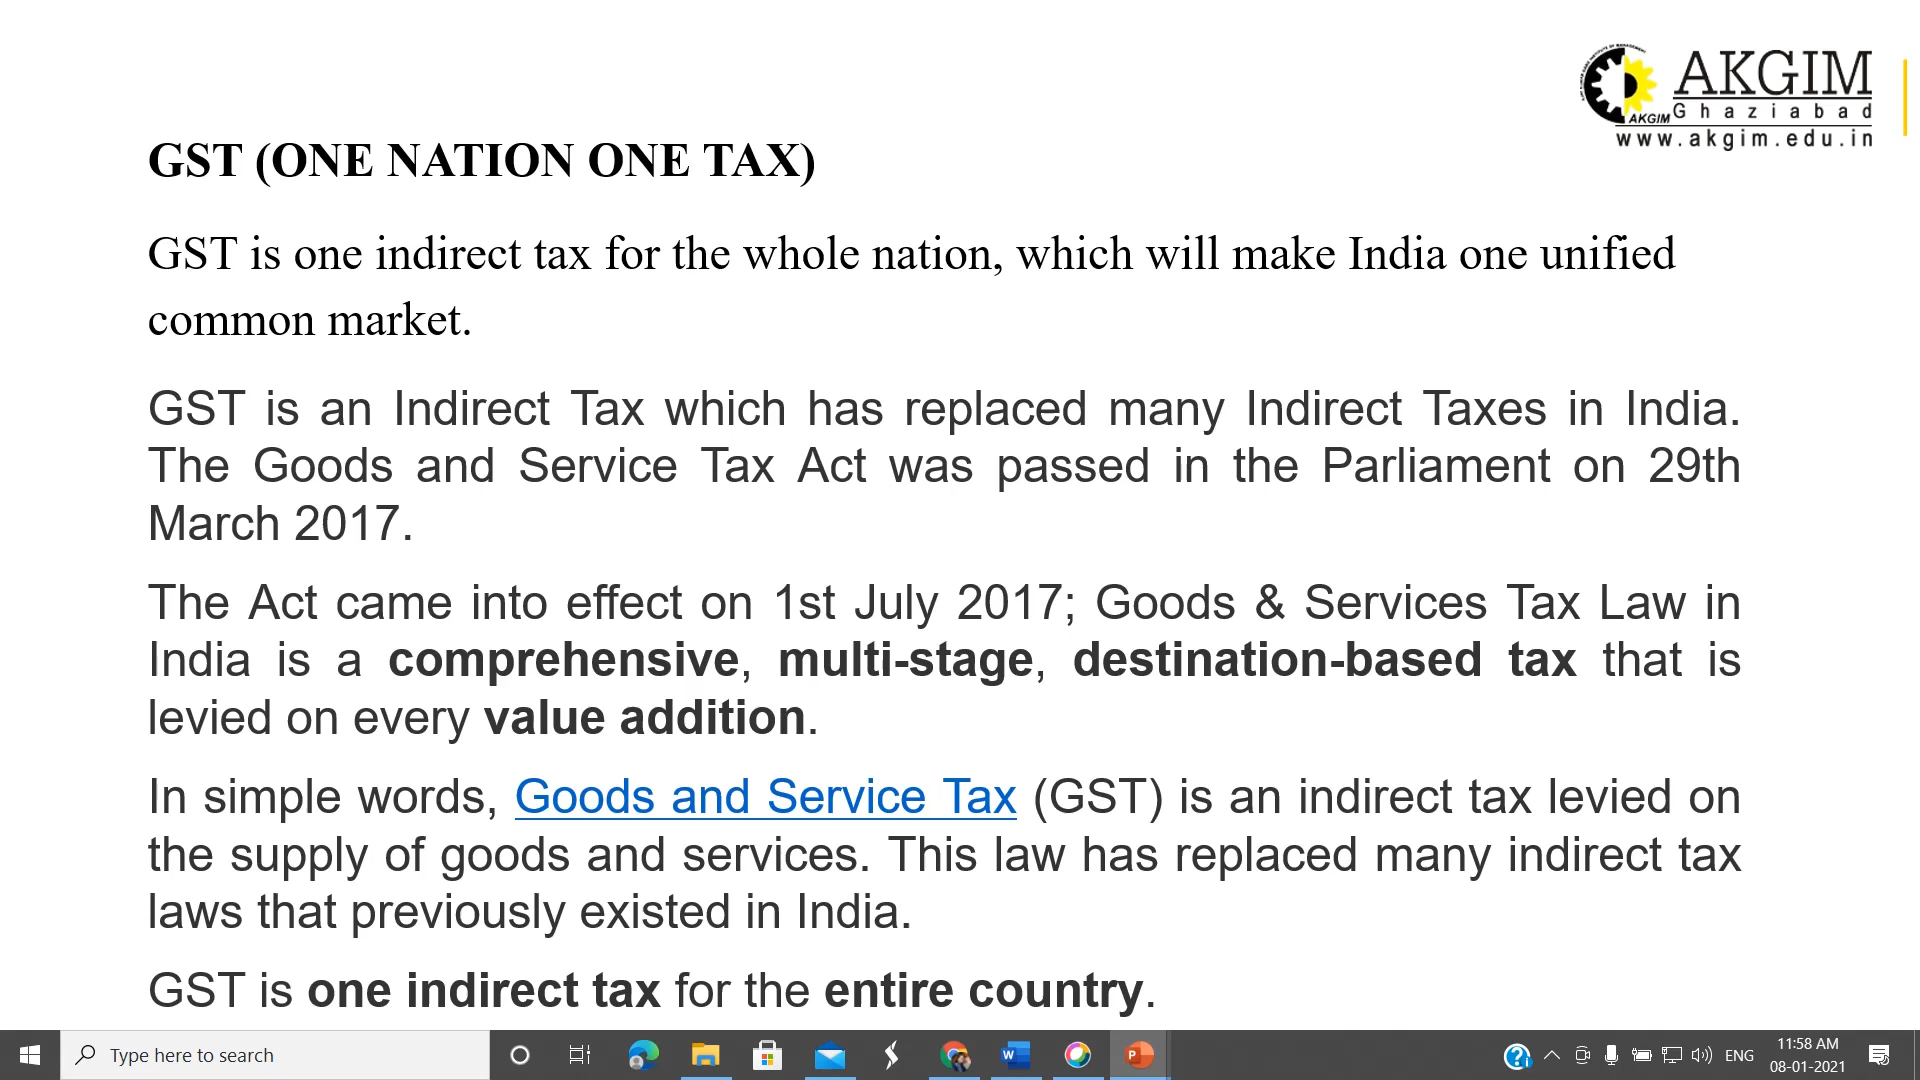 AKGIM
Ghaziabad
AKGIM
www.akgim.edu.in
GST (ONE NATION ONE TAX)
GST is one indirect tax for the whole nation, which will make India one unified
common market.
GST is an Indirect Tax which has replaced many Indirect Taxes in India.
The Goods and Service Tax Act was passed in the Parliament on 29th
March 2017.
The Act came into effect on 1st July 2017; Goods & Services Tax Law in
India is a comprehensive, multi-stage, destination-based tax that is
levied on every value addition.
In simple words, Goods and Service Tax (GST) is an indirect tax levied on
the supply of goods and services. This law has replaced many indirect tax
laws that previously existed in India.
GST is one indirect tax for the entire country.
Type here to search
ENG
11:58 AM
08-01-2021